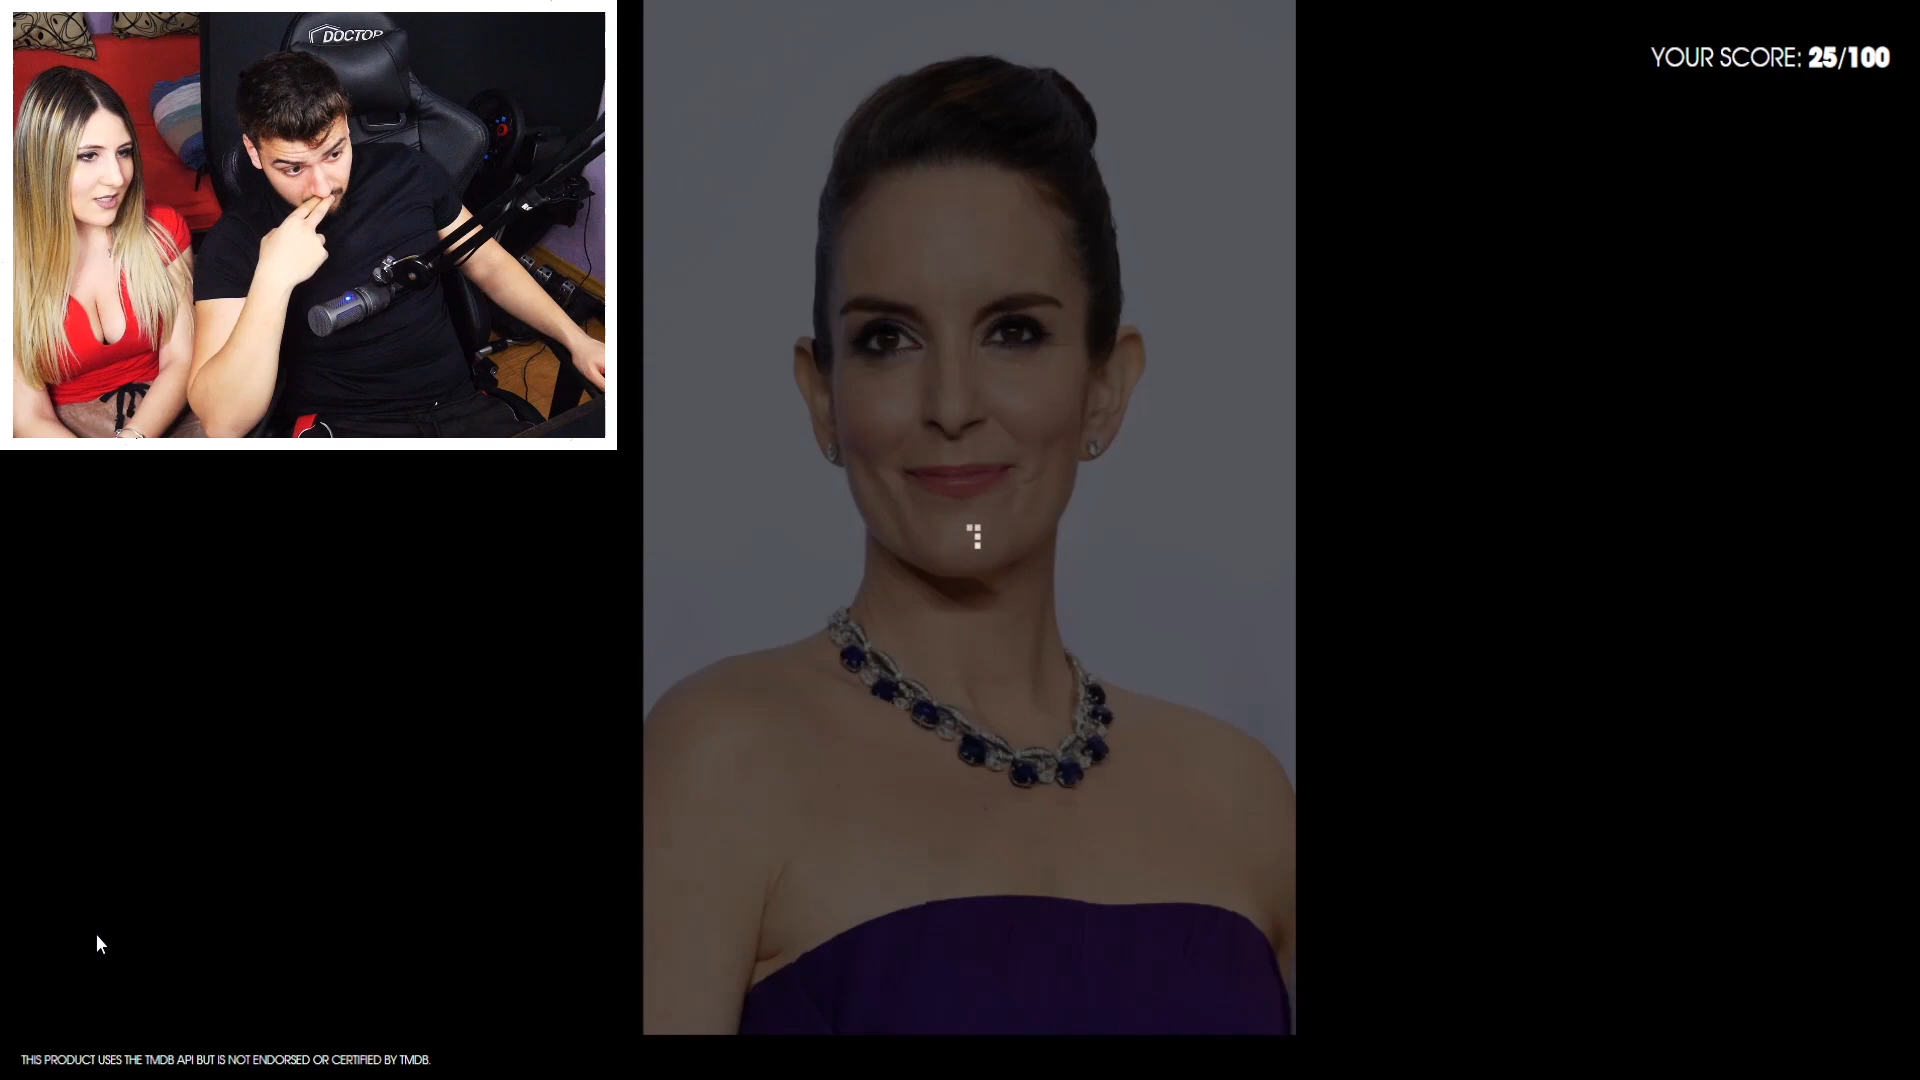 DOCTOR
YOUR SCORE: 25/100
THIS PRODUCT USES THE TMDB API BUT IS NOT ENDORSED OR CERTIFIED BY TMDB.